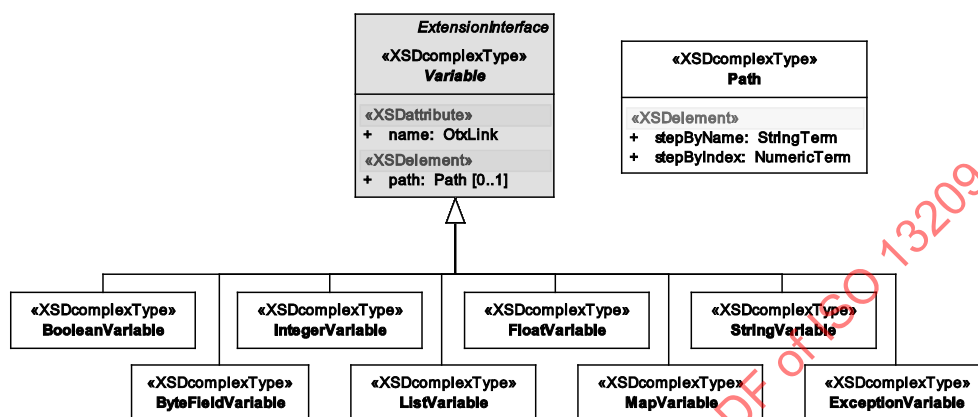 ExtensionInterface
«XSDcomplexType»
Variable
«XSDattribute»
+ name: OtxLink
«XSDelement»
+ path: Path [0..1]
«XSDcomplexType»
Path
«XSDelement»
+ stepByName: StringTerm
+ stepByIndex: NumericTerm
«XSDcomplexType»
BooleanVariable
«XSDcomplexType»
IntegerVariable
«XSDcomplexType»
FloatVariable
«XSDcomplexType»
StringVariable
«XSDcomplexType»
ByteFieldVariable
«XSDcomplexType»
ListVariable
«XSDcomplexType»
MapVariable
«XSDcomplexType»
ExceptionVariable
DF of ISO 13209